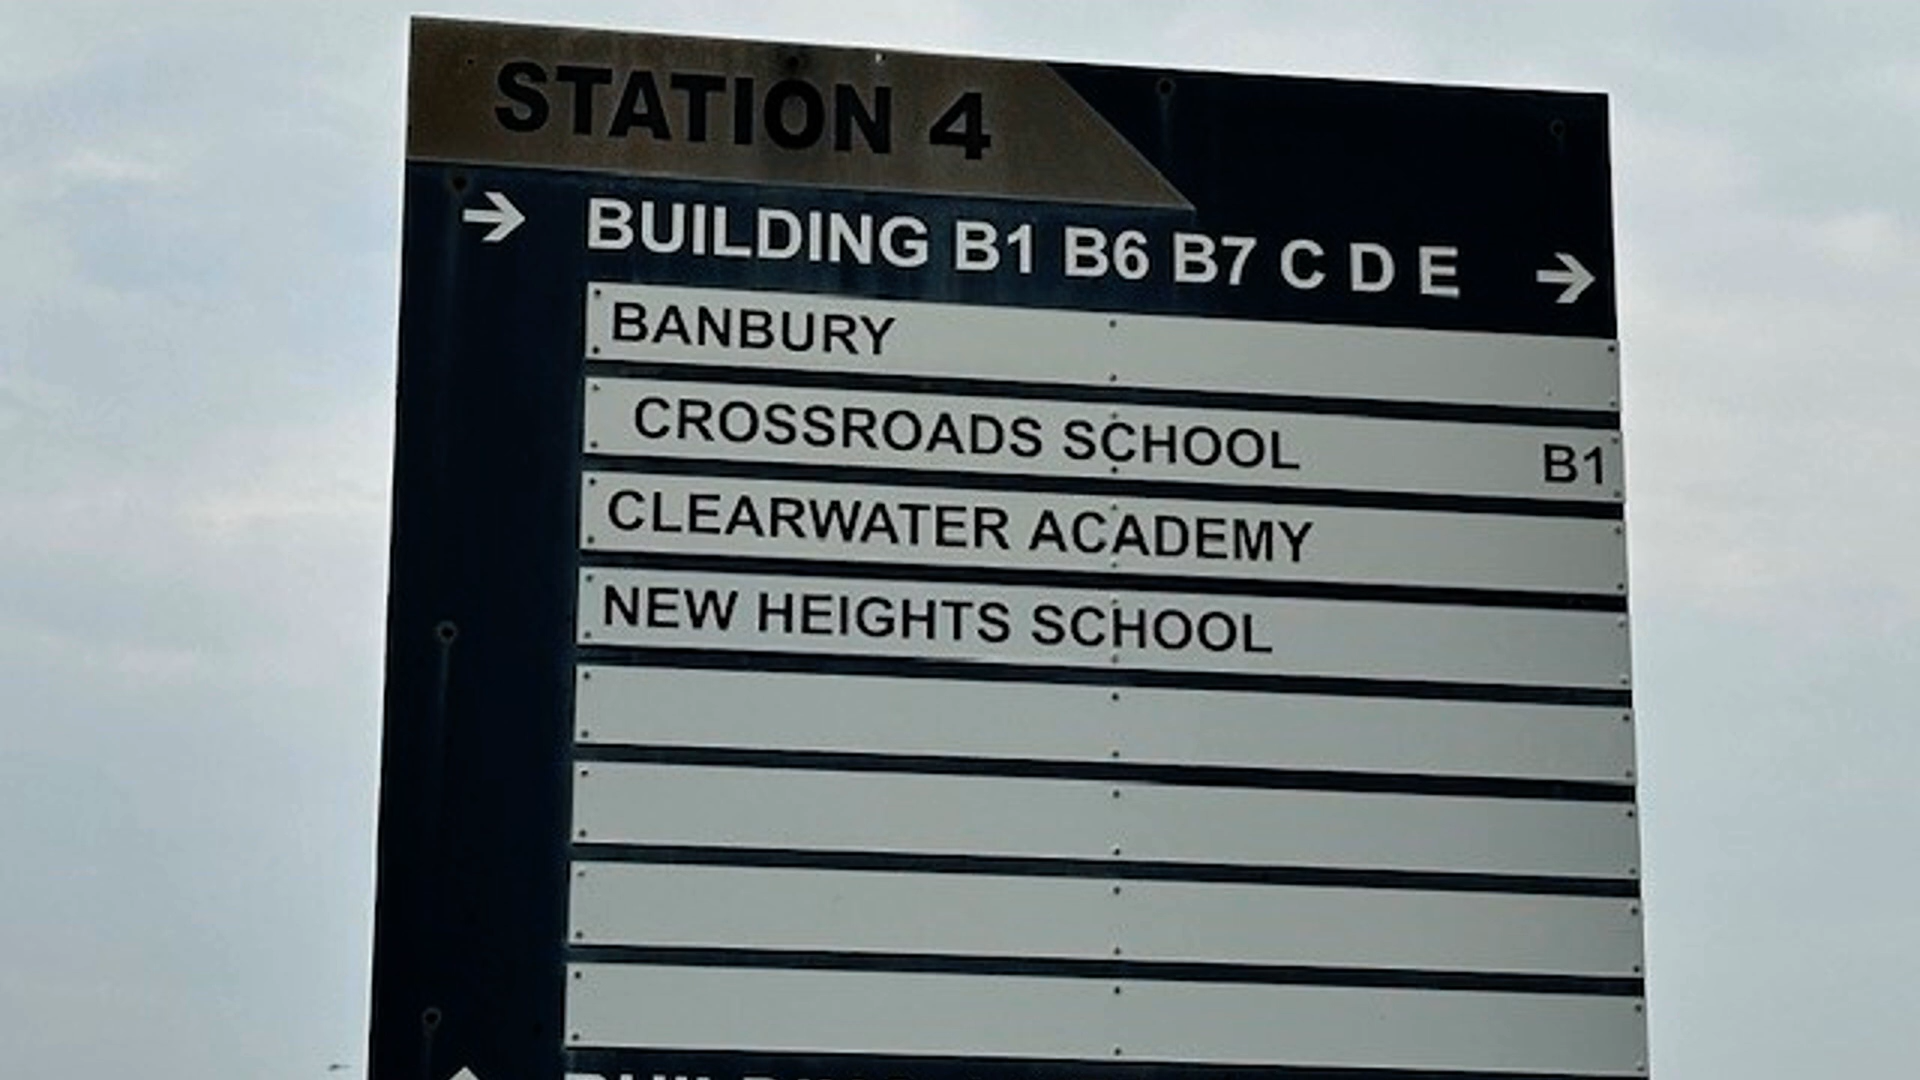 STATION 4
→ BUILDING B1 B6 B7 C D E →
BANBURY
CROSSROADS SCHOOL B1
CLEARWATER ACADEMY
NEW HEIGHTS SCHOOL